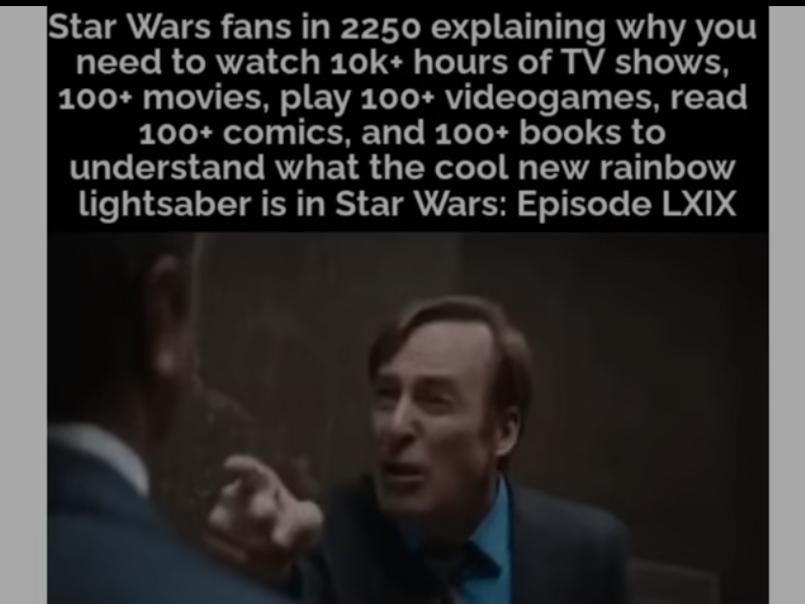 Star Wars fans in 2250 explaining why you
need to watch 10k+ hours of TV shows,
100+ movies, play 100+ videogames, read
100+ comics, and 100+ books to
understand what the cool new rainbow
lightsaber is in Star Wars: Episode LXIX